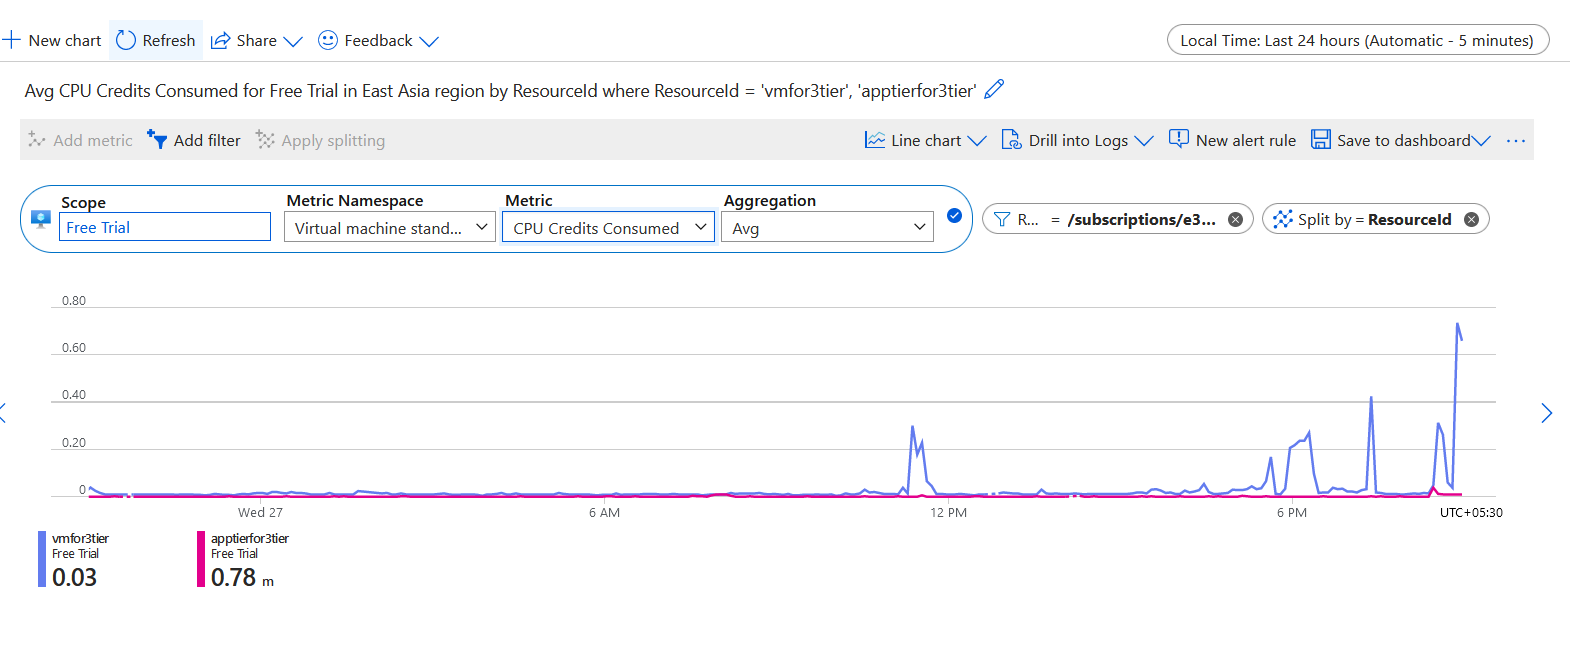 New chart Refresh Share Feedback Local Time: Last 24 hours (Automatic - 5 minutes)
Avg CPU Credits Consumed for Free Trial in East Asia region by ResourceId where ResourceId = 'vmfor3tier', 'apptierfor3tier'
Add metric Add filter Apply splitting Line chart Drill into Logs New alert rule Save to dashboard ...
Scope Metric Namespace Metric Aggregation
Free Trial Virtual machine stand... CPU Credits Consumed Avg R... = /subscriptions/e3... Split by = ResourceId
0.80
0.60
0.40
0.20
0
Wed 27 6 AM 12 PM 6 PM UTC+05:30
vmfor3tier apptierfor3tier
Free Trial Free Trial
0.03 0.78 m